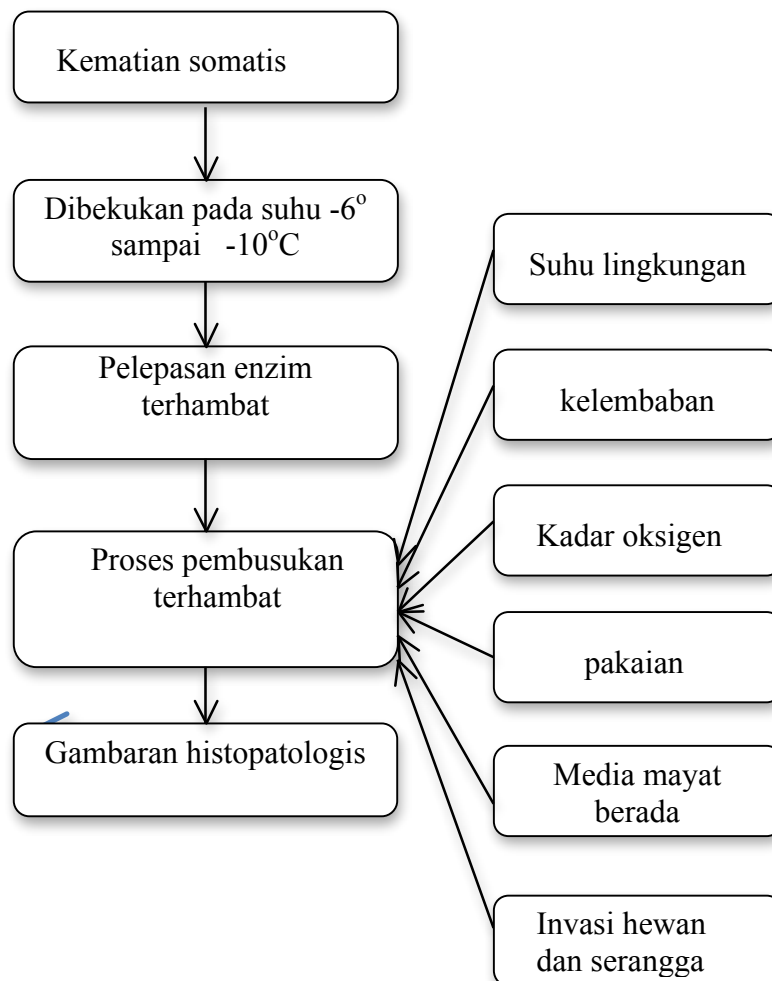 Kematian somatis
Dibekukan pada suhu -6o
sampai -10oC
Pelepasan enzim
terhambat
Proses pembusukan
terhambat
Gambaran histopatologis
Suhu lingkungan
kelembaban
Kadar oksigen
pakaian
Media mayat
berada
Invasi hewan
dan serangga